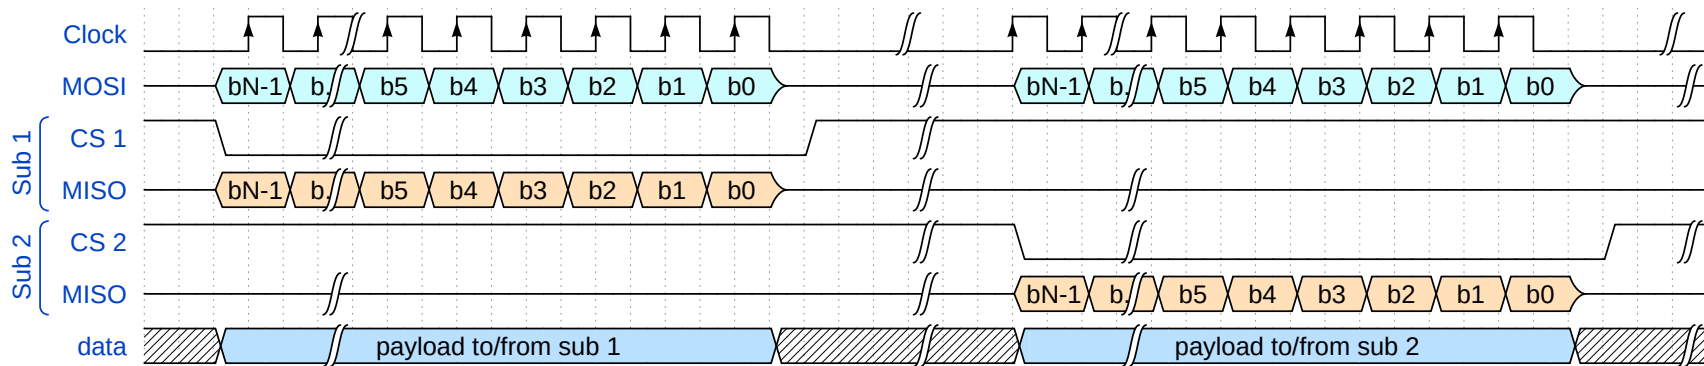 Clock
MOSI bN-1 b. b5 b4 b3 b2 b1 b0 bN-1 b. b5 b4 b3 b2 b1 b0
Sub 1
CS 1
MISO bN-1 b. b5 b4 b3 b2 b1 b0
Sub 2
CS 2
MISO bN-1 b. b5 b4 b3 b2 b1 b0
data payload to/from sub 1 payload to/from sub 2